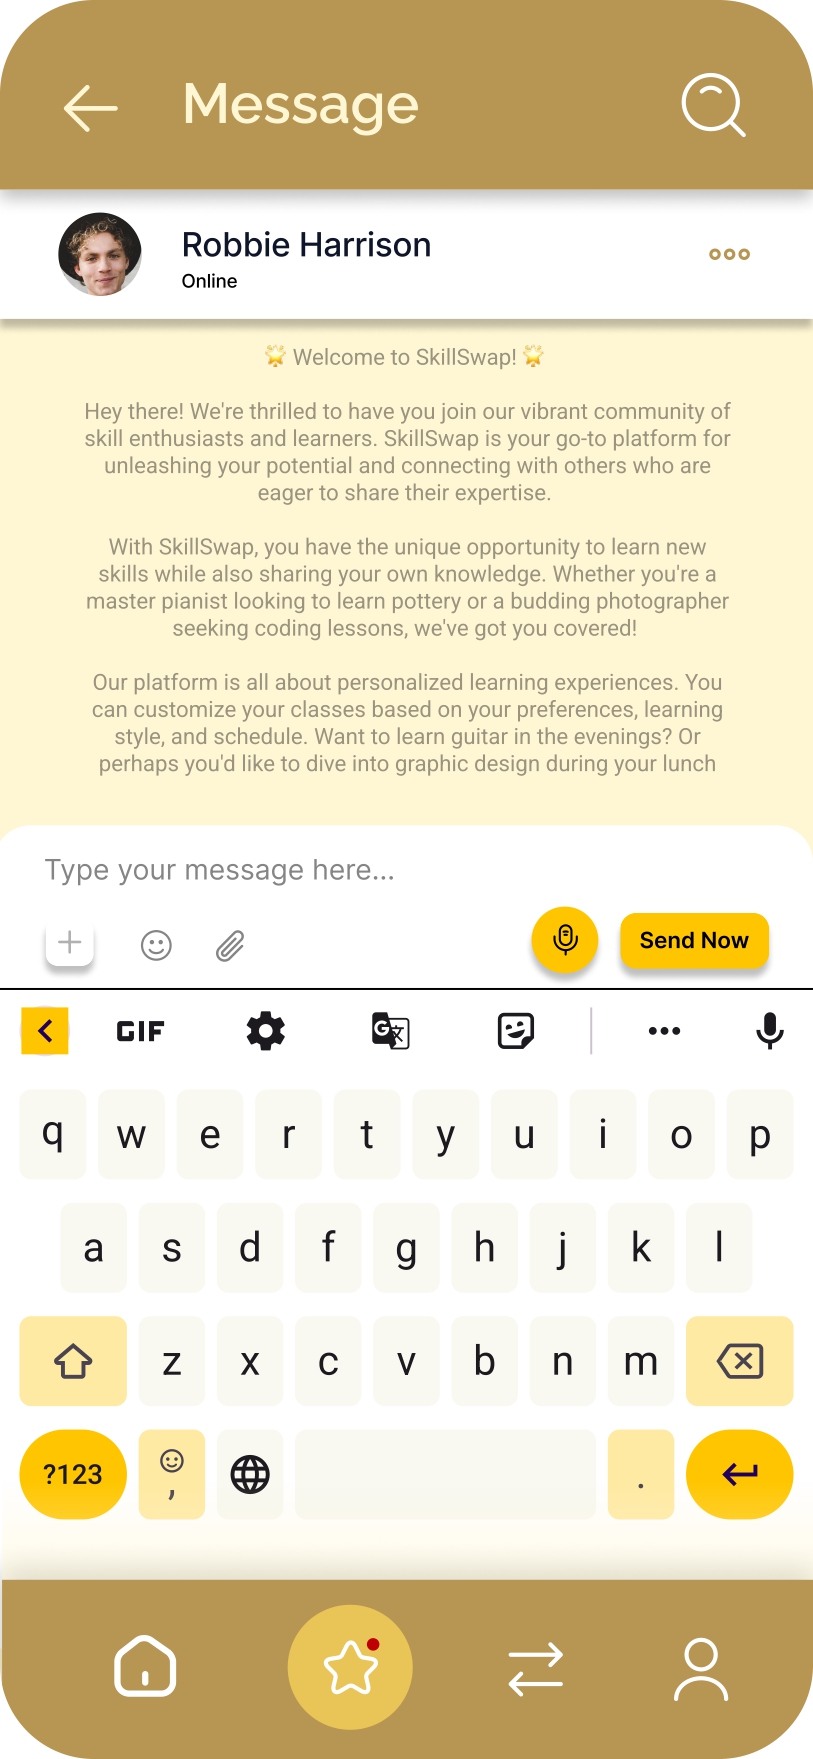 Message
Robbie Harrison
Online
🌟 Welcome to SkillSwap! 🌟
Hey there! We're thrilled to have you join our vibrant community of
skill enthusiasts and learners. SkillSwap is your go-to platform for
unleashing your potential and connecting with others who are
eager to share their expertise.
With SkillSwap, you have the unique opportunity to learn new
skills while also sharing your own knowledge. Whether you're a
master pianist looking to learn pottery or a budding photographer
seeking coding lessons, we've got you covered!
Our platform is all about personalized learning experiences. You
can customize your classes based on your preferences, learning
style, and schedule. Want to learn guitar in the evenings? Or
perhaps you'd like to dive into graphic design during your lunch
Type your message here...
Send Now
GIF
G文
q w e r t y u i o p
a s d f g h j k l
z x c v b n m
?123 , .